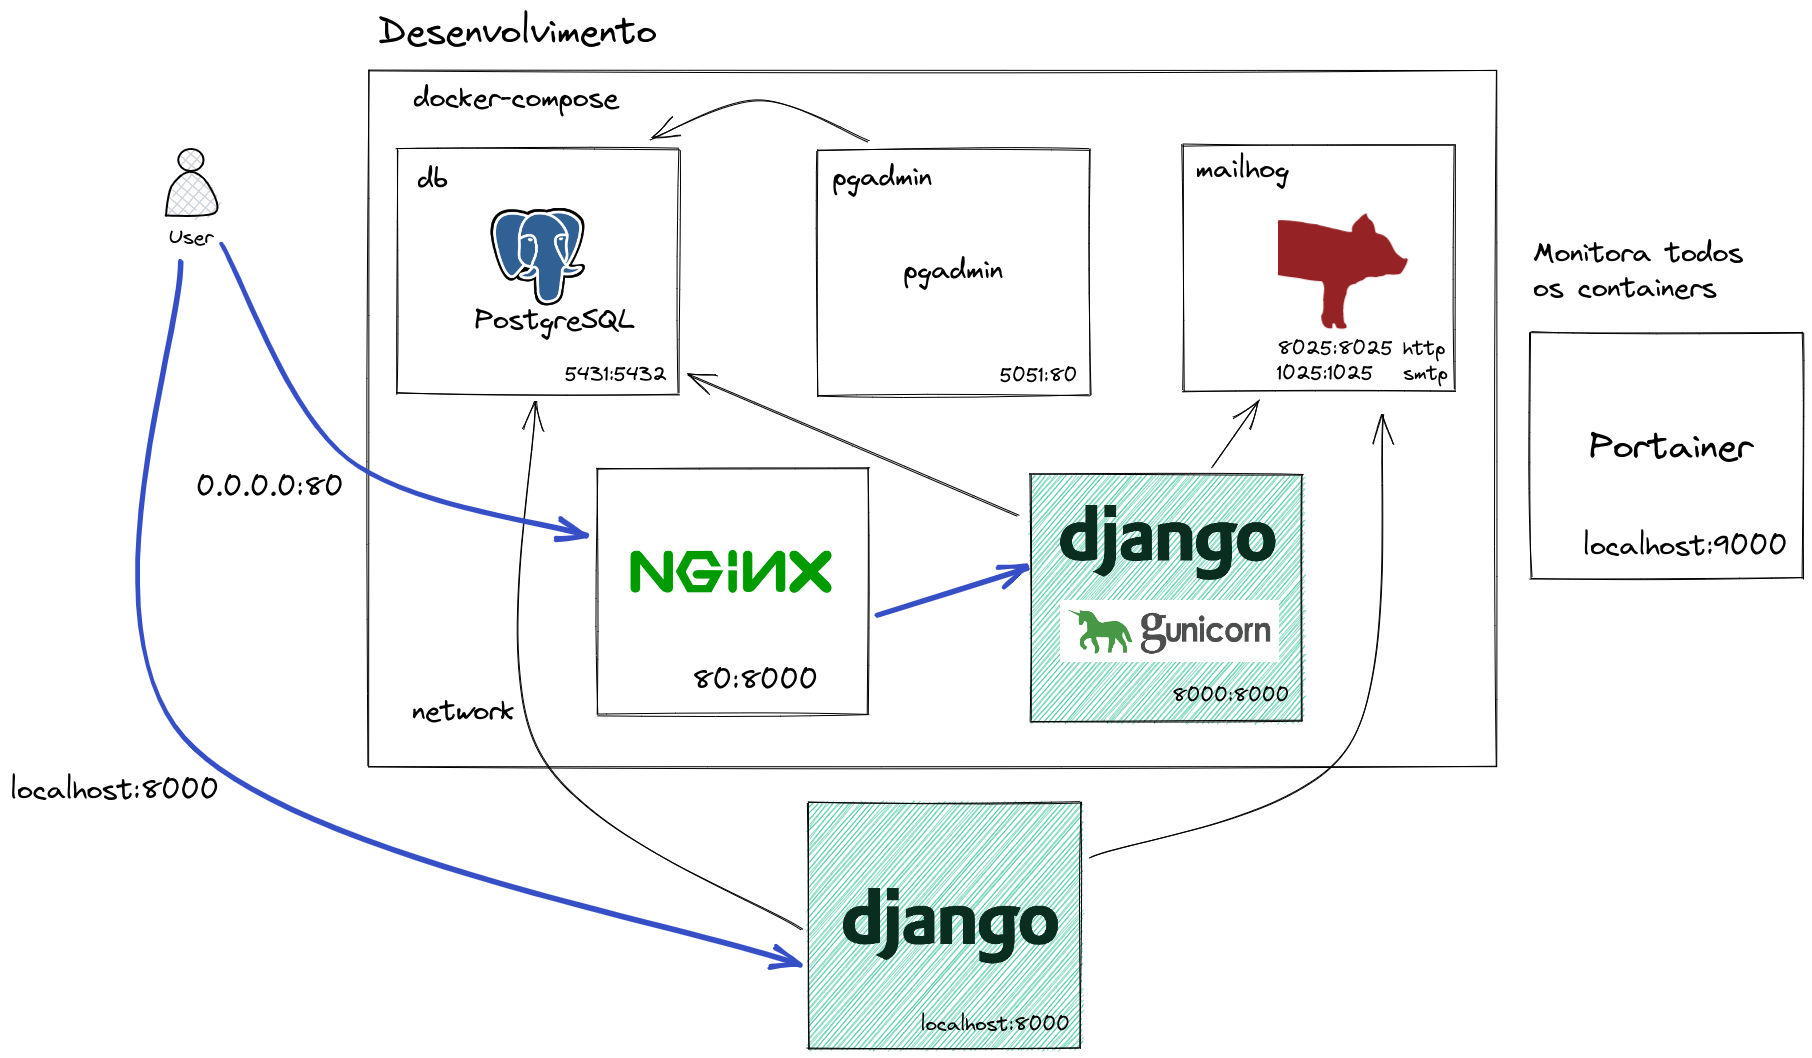 Desenvolvimento
docker-compose
db
PostgreSQL
5431:5432
pgadmin
pgadmin
5051:80
mailhog
8025:8025 http
1025:1025 smtp
User
Monitora todos
os containers
Portainer
localhost:9000
0.0.0.0:80
NGINX
80:8000
django
gunicorn
8000:8000
network
localhost:8000
django
localhost:8000